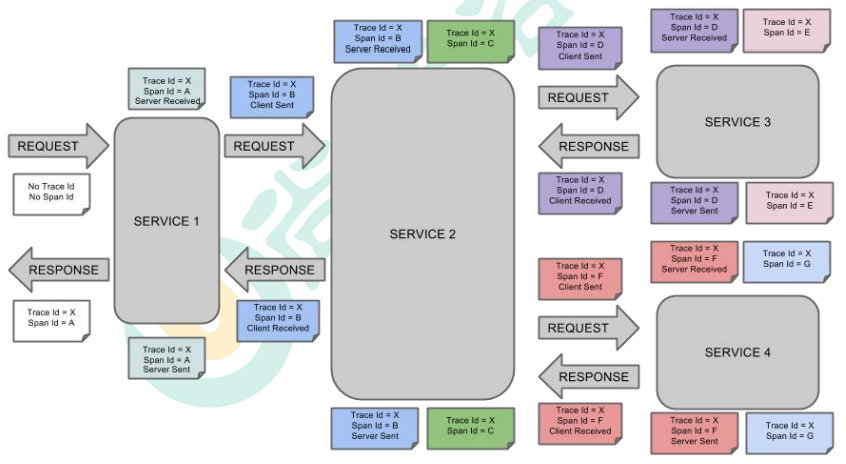 Trace Id = X
Span Id = B
Server Received
Trace Id = X
Span Id = C
Trace Id = X
Span Id = D
Client Sent
Trace Id = X
Span Id = D
Server Received
Trace Id = X
Span Id = E
Trace Id = X
Span Id = A
Server Received
Trace Id = X
Span Id = B
Client Sent
REQUEST
REQUEST
REQUEST
SERVICE 3
RESPONSE
No Trace Id
No Span Id
SERVICE 1
SERVICE 2
Trace Id = X
Span Id = D
Client Received
Trace Id = X
Span Id = D
Server Sent
Trace Id = X
Span Id = E
RESPONSE
RESPONSE
Trace Id = X
Span Id = F
Client Sent
Trace Id = X
Span Id = F
Server Received
Trace Id = X
Span Id = G
Trace Id = X
Span Id = A
Trace Id = X
Span Id = B
Client Received
REQUEST
SERVICE 4
RESPONSE
Trace Id = X
Span Id = A
Server Sent
Trace Id = X
Span Id = B
Server Sent
Trace Id = X
Span Id = C
Trace Id = X
Span Id = F
Client Received
Trace Id = X
Span Id = F
Server Sent
Trace Id = X
Span Id = G